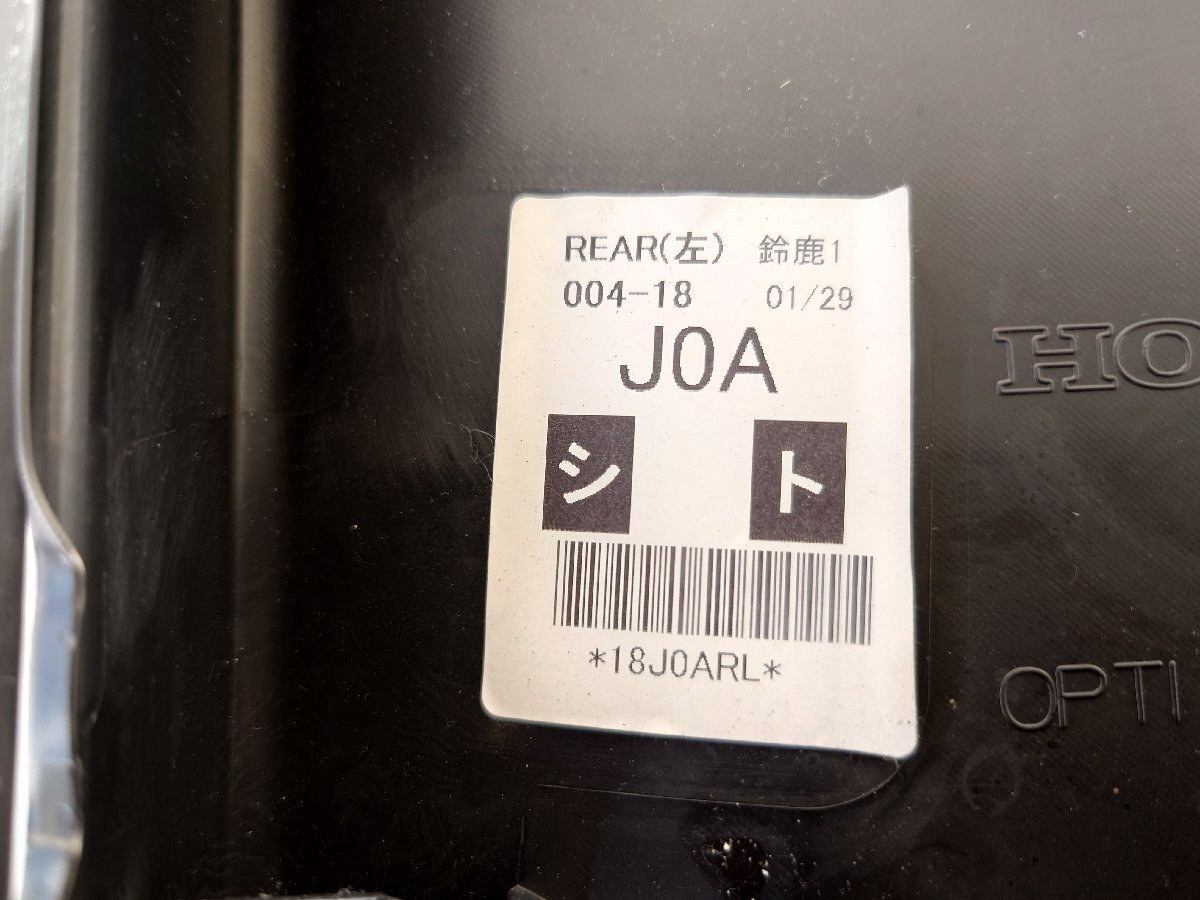 REAR(左) 鈴鹿1
004-18 01/29
J0A
シ ト
*18J0ARL*
HO
OPTI